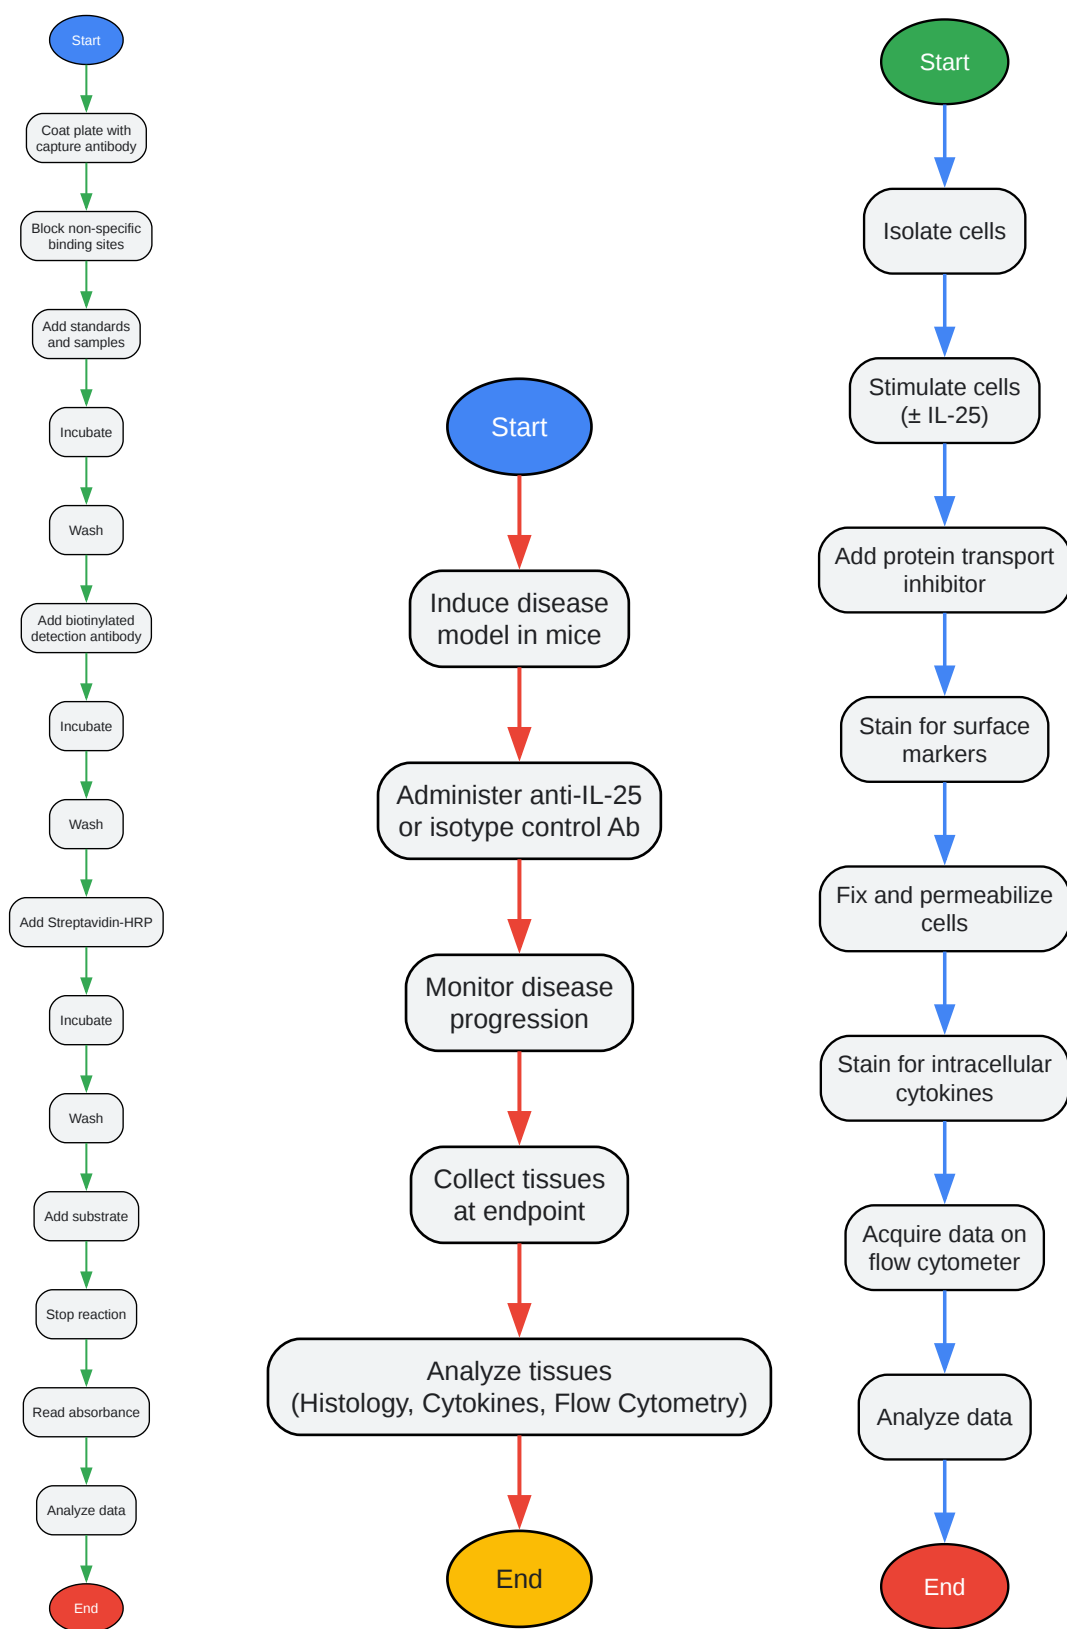 Start
Coat plate with
capture antibody
Block non-specific
binding sites
Add standards
and samples
Incubate
Wash
Add biotinylated
detection antibody
Incubate
Wash
Add Streptavidin-HRP
Incubate
Wash
Add substrate
Stop reaction
Read absorbance
Analyze data
End
Start
Induce disease
model in mice
Administer anti-IL-25
or isotype control Ab
Monitor disease
progression
Collect tissues
at endpoint
Analyze tissues
(Histology, Cytokines, Flow Cytometry)
End
Start
Isolate cells
Stimulate cells
(± IL-25)
Add protein transport
inhibitor
Stain for surface
markers
Fix and permeabilize
cells
Stain for intracellular
cytokines
Acquire data on
flow cytometer
Analyze data
End